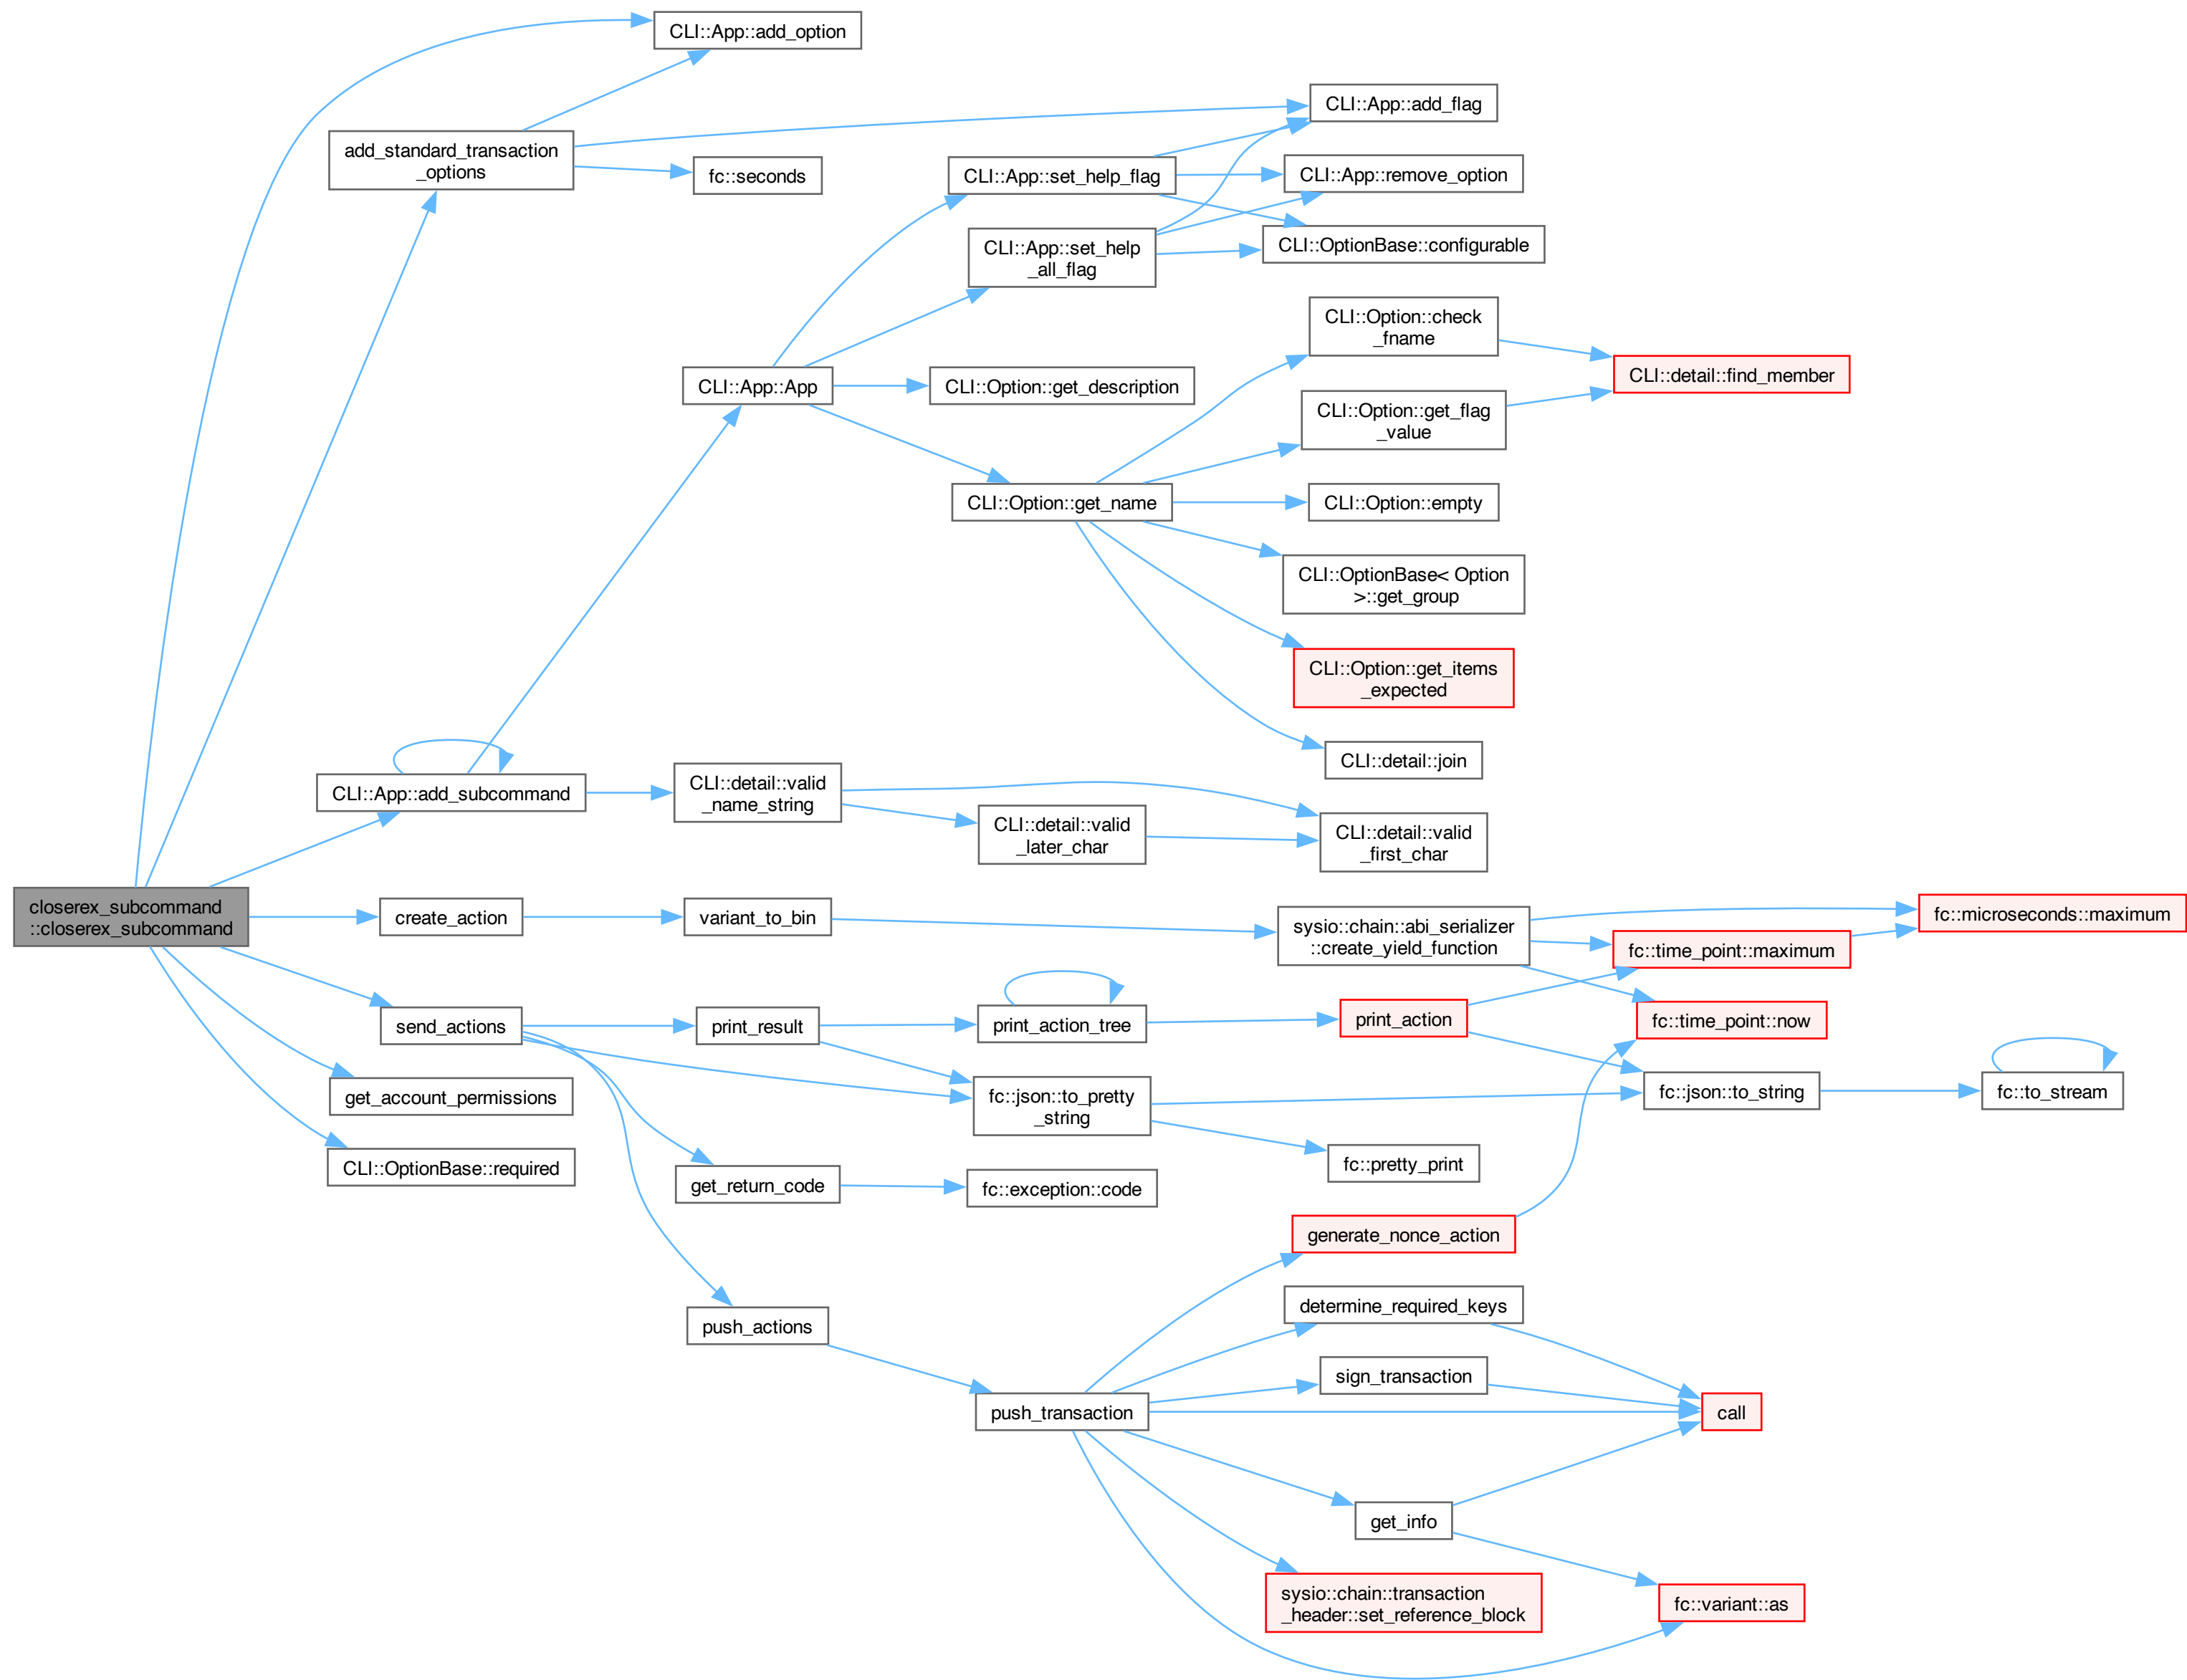 CLI::App::add_option
CLI::App::add_flag
add_standard_transaction
_options
fc::seconds
CLI::App::set_help_flag
CLI::App::remove_option
CLI::App::set_help
_all_flag
CLI::OptionBase::configurable
CLI::Option::check
_fname
CLI::App::App
CLI::Option::get_description
CLI::detail::find_member
CLI::Option::get_flag
_value
CLI::Option::get_name
CLI::Option::empty
CLI::OptionBase< Option
>::get_group
CLI::Option::get_items
_expected
CLI::detail::join
CLI::App::add_subcommand
CLI::detail::valid
_name_string
CLI::detail::valid
_later_char
CLI::detail::valid
_first_char
closerex_subcommand
::closerex_subcommand
create_action
variant_to_bin
sysio::chain::abi_serializer
::create_yield_function
fc::microseconds::maximum
fc::time_point::maximum
send_actions
print_result
print_action_tree
print_action
fc::time_point::now
get_account_permissions
fc::json::to_pretty
_string
fc::json::to_string
fc::to_stream
CLI::OptionBase::required
fc::pretty_print
get_return_code
fc::exception::code
generate_nonce_action
determine_required_keys
push_actions
sign_transaction
push_transaction
call
get_info
sysio::chain::transaction
_header::set_reference_block
fc::variant::as